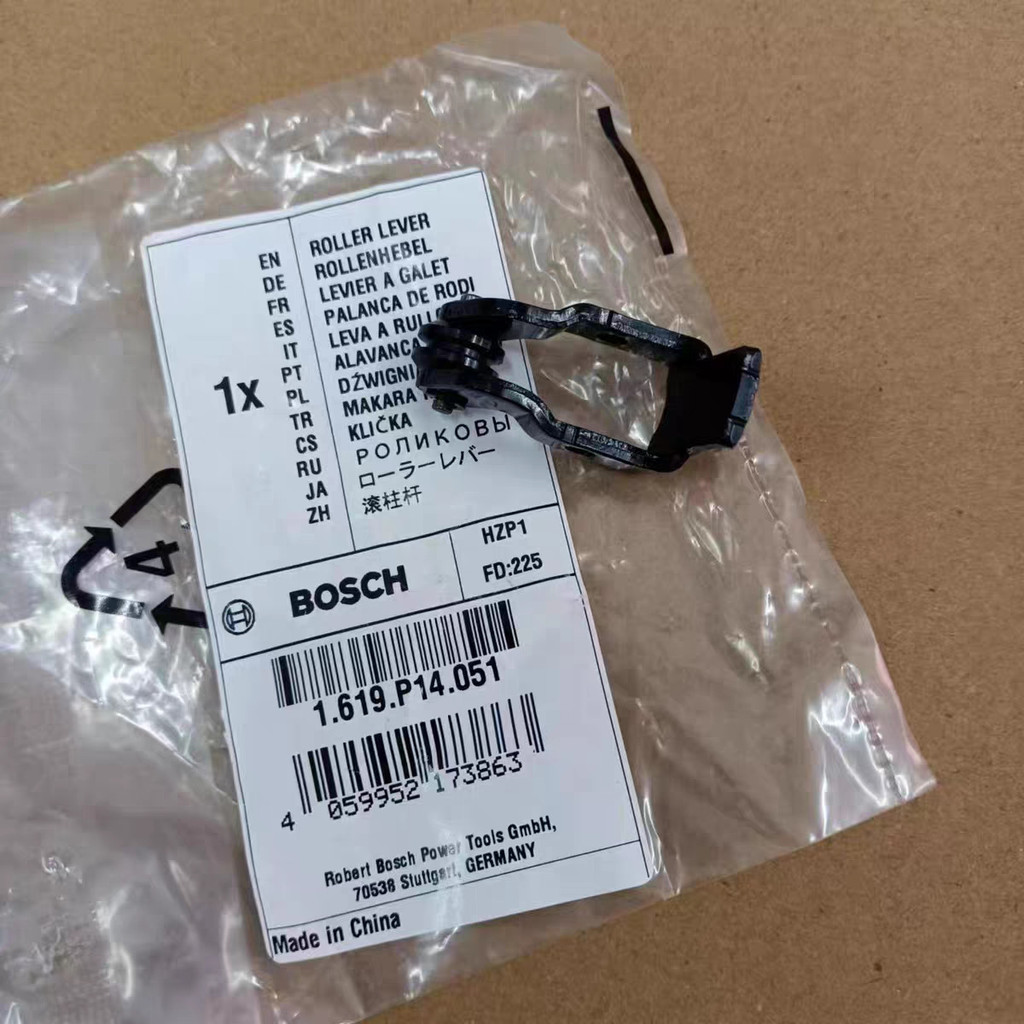 1x
EN ROLLER LEVER
DE ROLLENHEBEL
FR LEVIER A GALET
ES PALANCA DE RODI
IT LEVA A RULL
PT ALAVANCA
PL DŹWIGNI
TR MAKARA
CS KLIČKA
RU РОЛИКОВЫ
JA ローラーレバー
ZH 滚柱杆
BOSCH
HZP1
FD:225
1.619.P14.051
4 059952 173863
Robert Bosch Power Tools GmbH,
70538 Stuttgart, GERMANY
Made in China
4